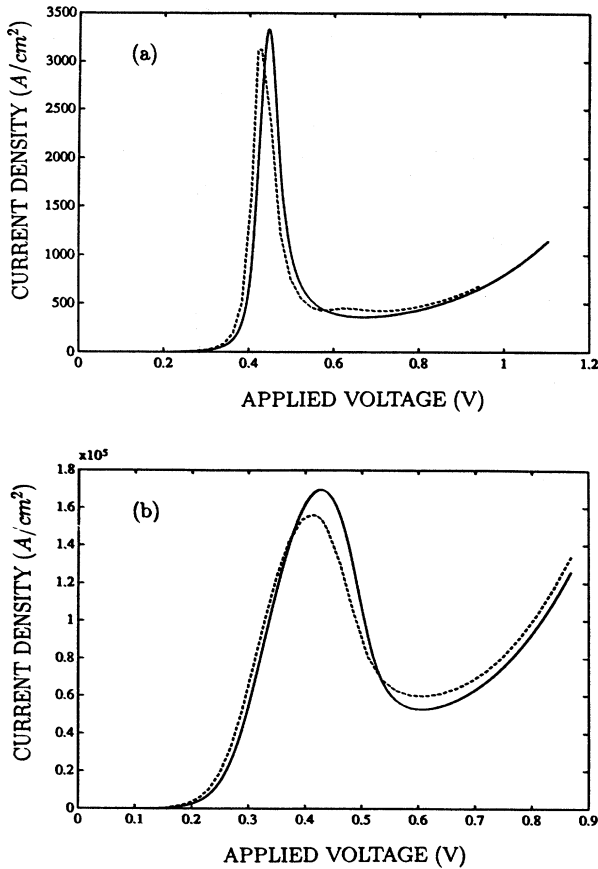 3500
(a)
3000
2500
2000
1500
1000
500
0
0 0.2 0.4 0.6 0.8 1 1.2
CURRENT DENSITY (A/cm²)
APPLIED VOLTAGE (V)
x10⁵
1.8
(b)
1.6
1.4
1.2
1
0.8
0.6
0.4
0.2
0
0 0.1 0.2 0.3 0.4 0.5 0.6 0.7 0.8 0.9
CURRENT DENSITY (A/cm²)
APPLIED VOLTAGE (V)